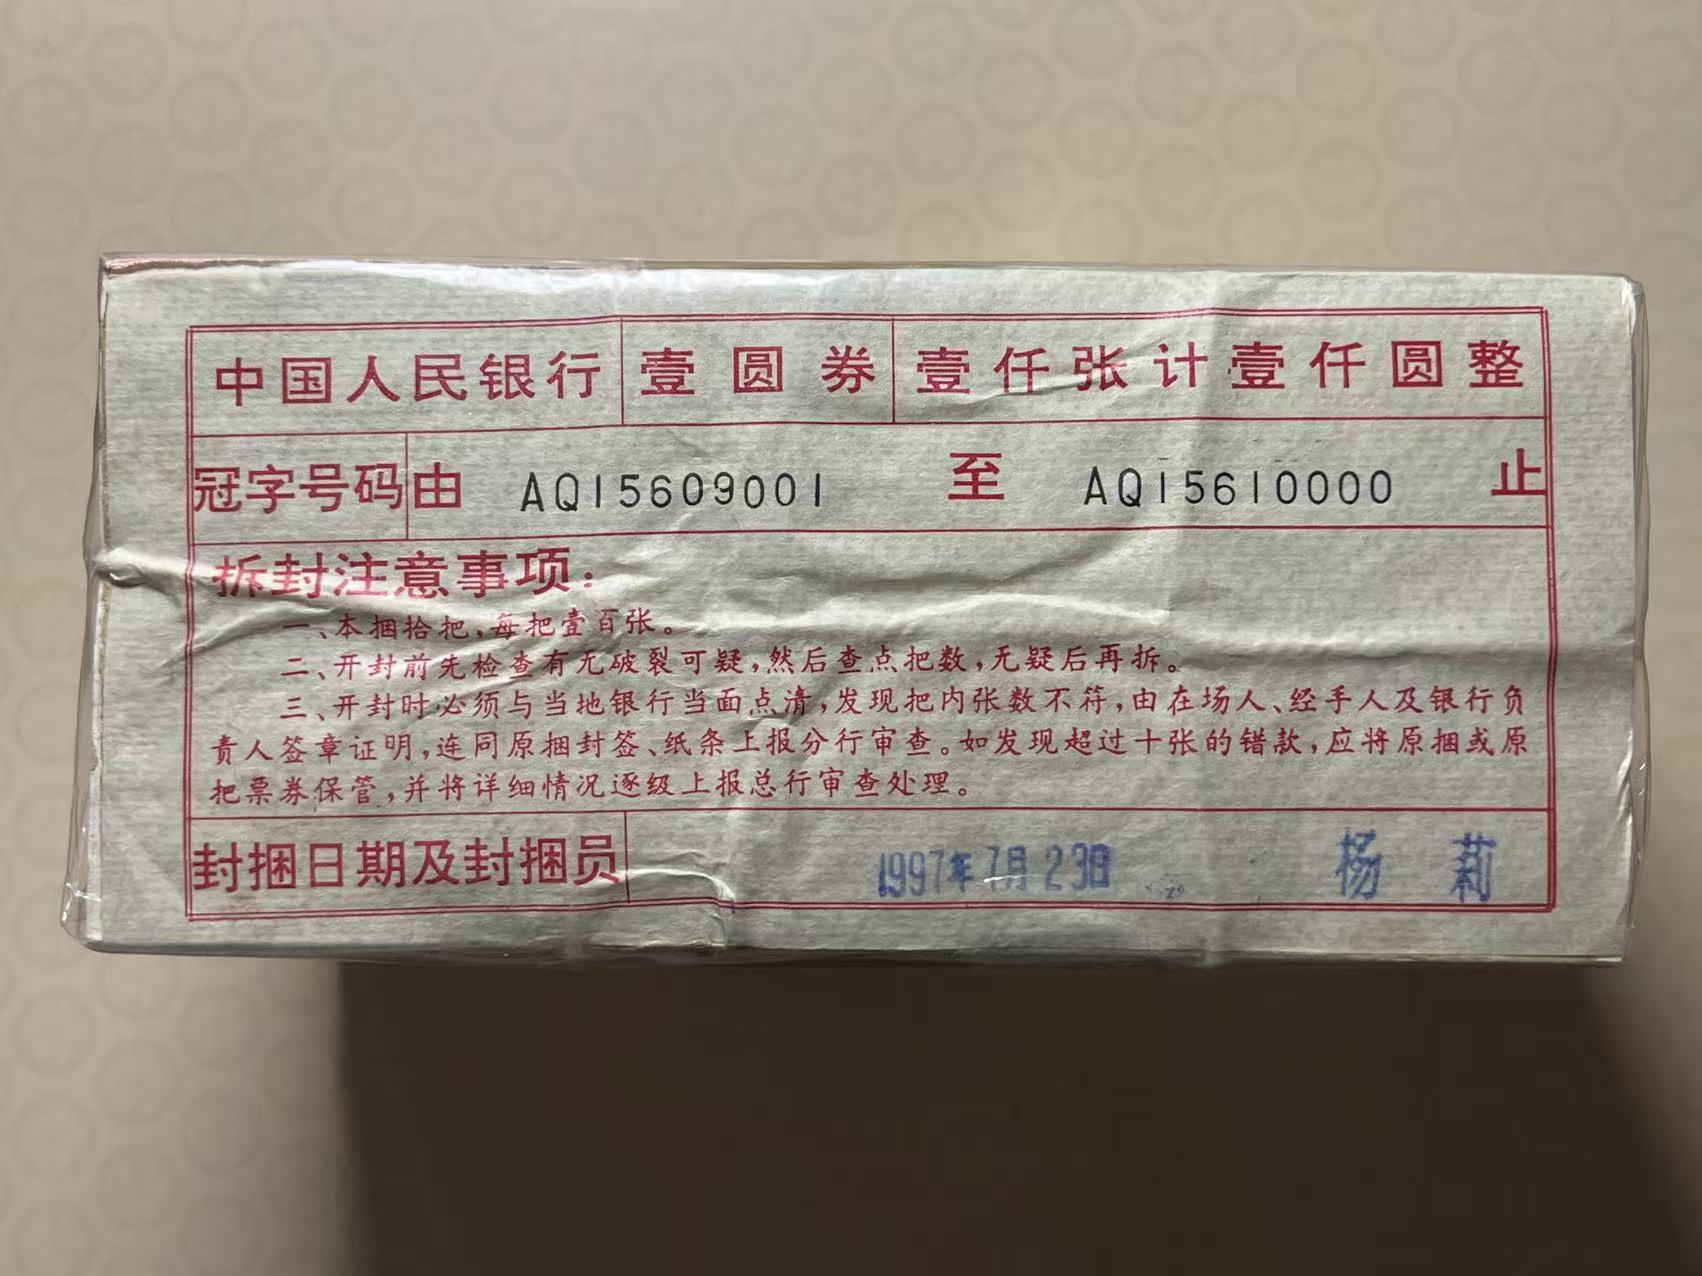 中国人民银行 壹圆券 壹仟张计壹仟圆整
冠字号码 由 AQ15609001 至 AQ15610000 止
拆封注意事项：
一、本捆拾把，每把壹百张。
二、开封前先检查有无破裂可疑，然后查点把数，无疑后再拆。
三、开封时必须与当地银行当面点清，发现把内张数不符，由在场人、经手人及银行负
责人签章证明，连同原捆封签、纸条上报分行审查。如发现超过十张的错款，应将原捆或原
把票券保管，并将详细情况逐级上报总行审查处理。
封捆日期及封捆员 1997年7月23日 杨莉